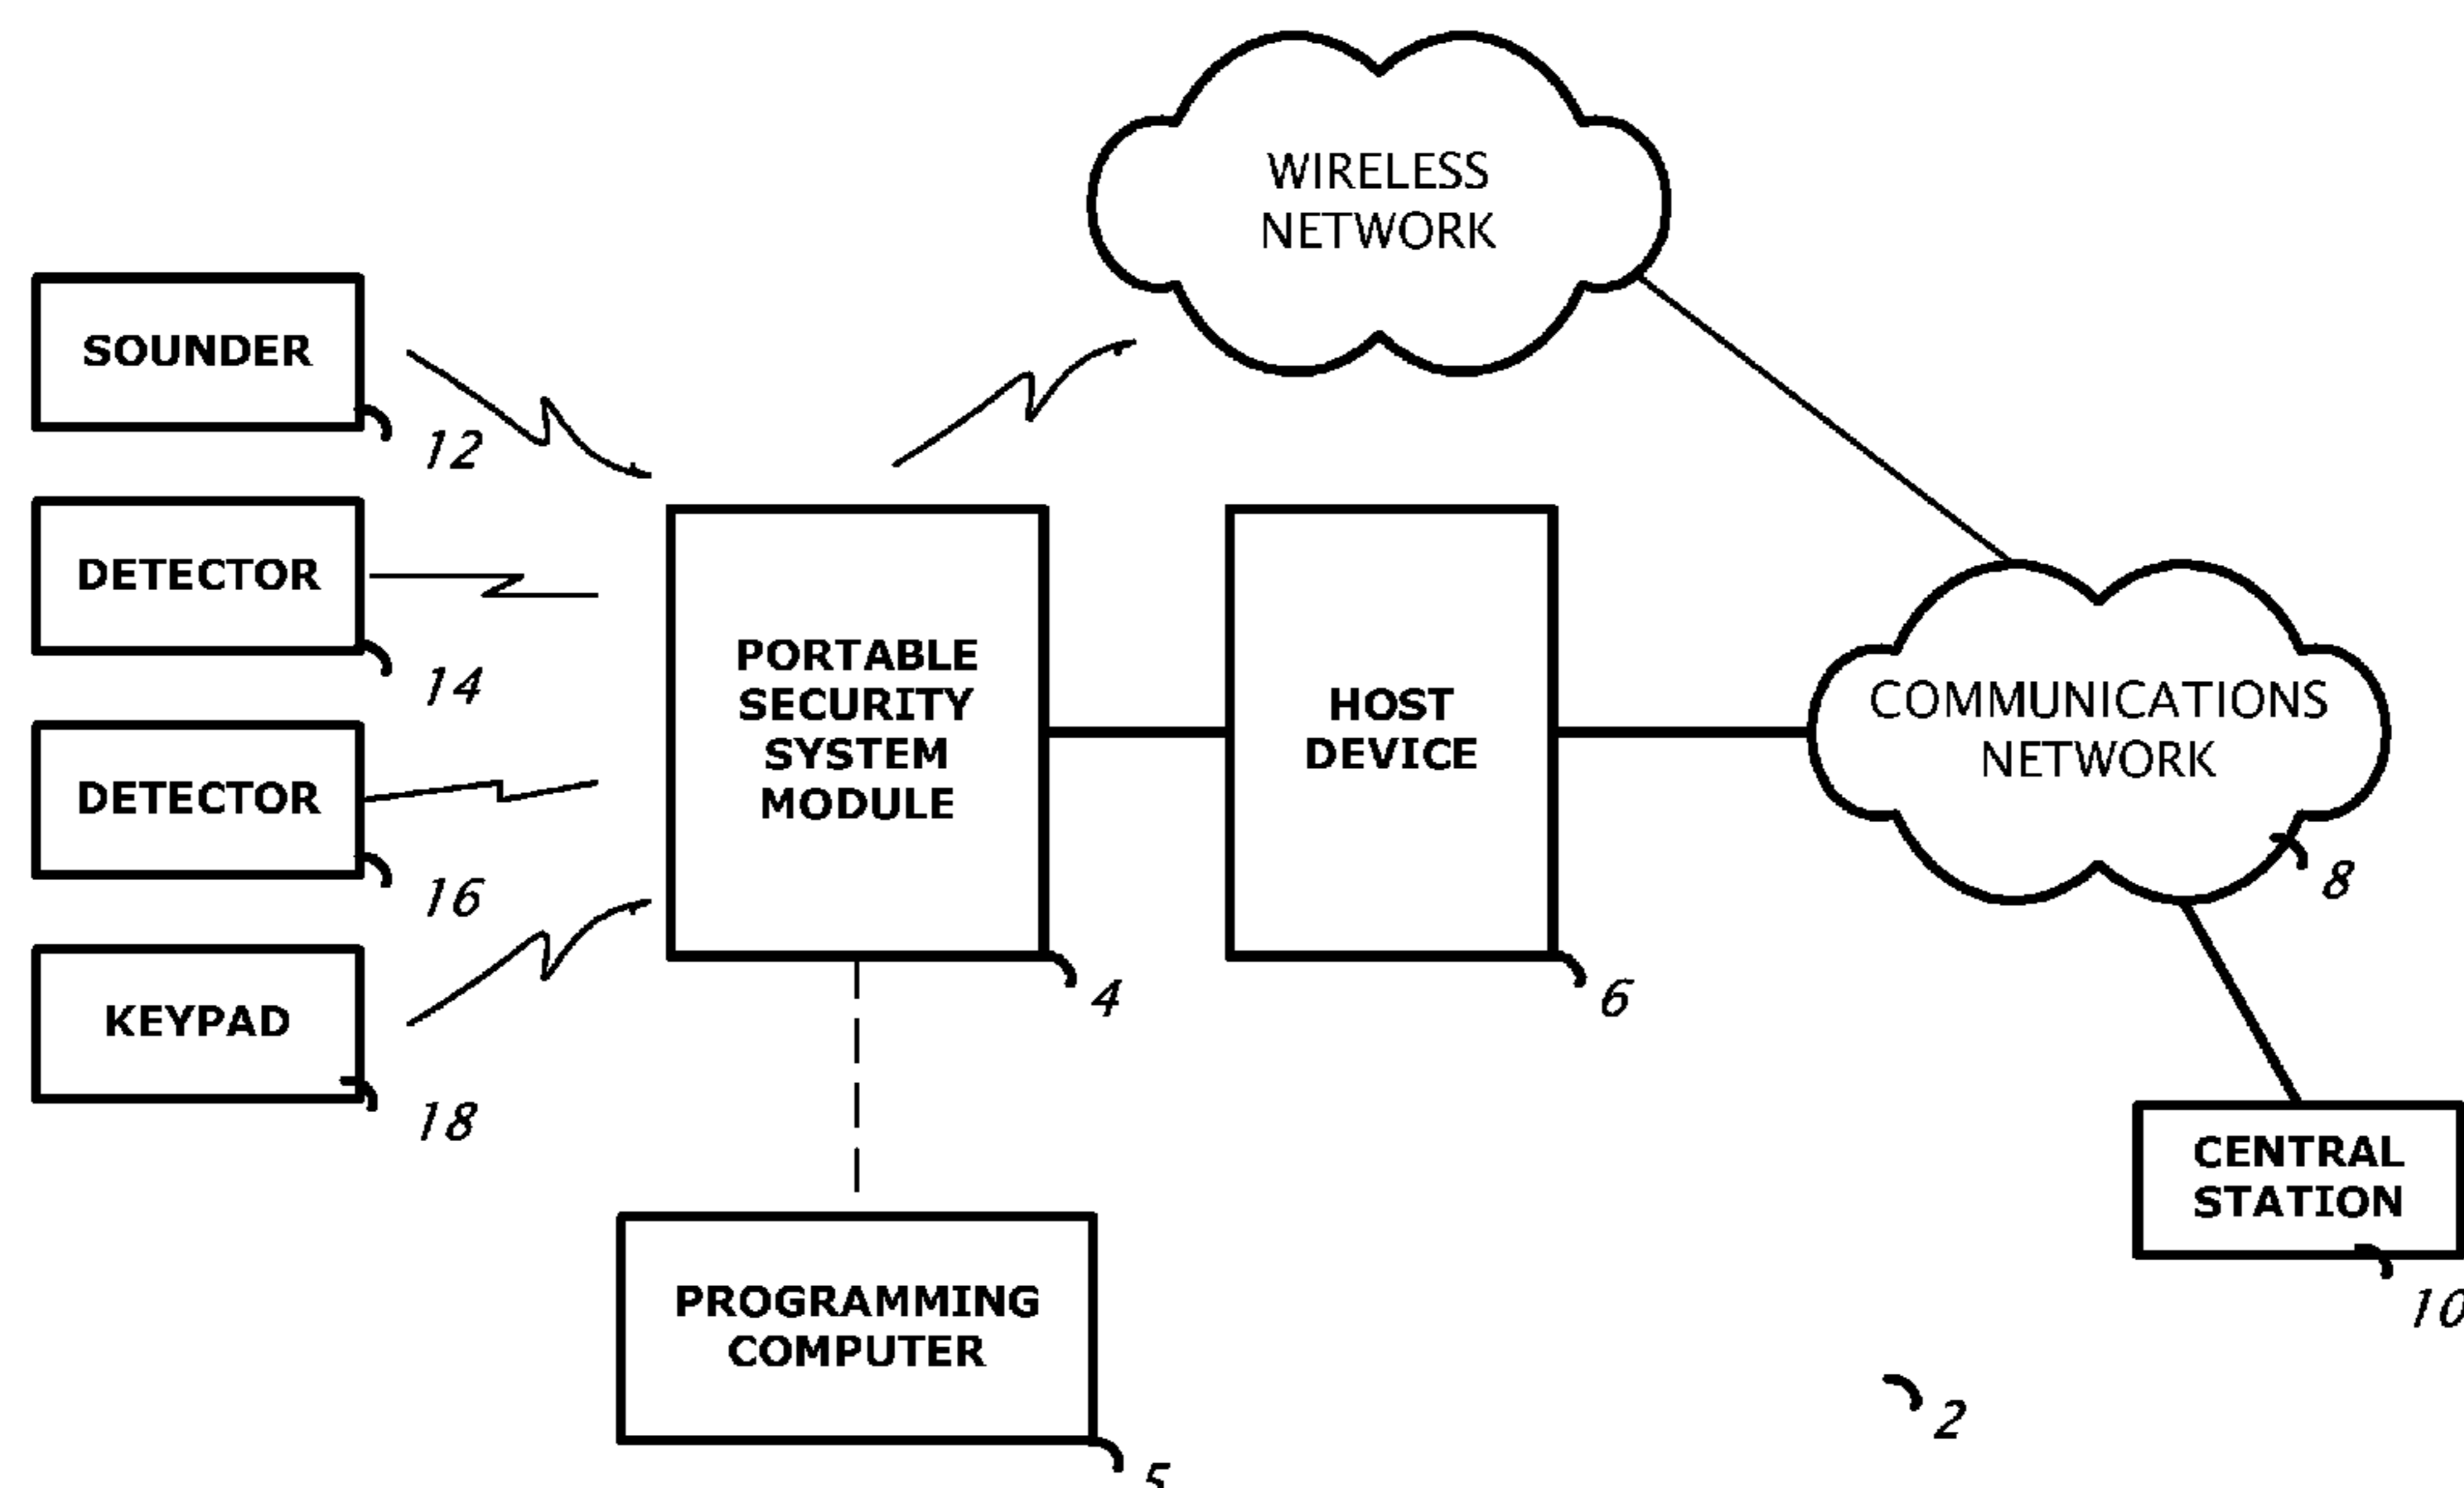 WIRELESS
NETWORK
SOUNDER
12
DETECTOR
14
DETECTOR
16
KEYPAD
18
PORTABLE
SECURITY
SYSTEM
MODULE
4
HOST
DEVICE
6
COMMUNICATIONS
NETWORK
8
CENTRAL
STATION
10
PROGRAMMING
COMPUTER
5
2